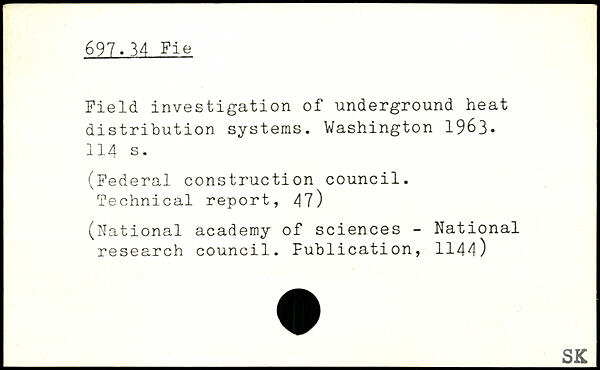 697.34 Fie
Field investigation of underground heat
distribution systems. Washington 1963.
114 s.
(Federal construction council.
Technical report, 47)
(National academy of sciences - National
research council. Publication, 1144)
SK